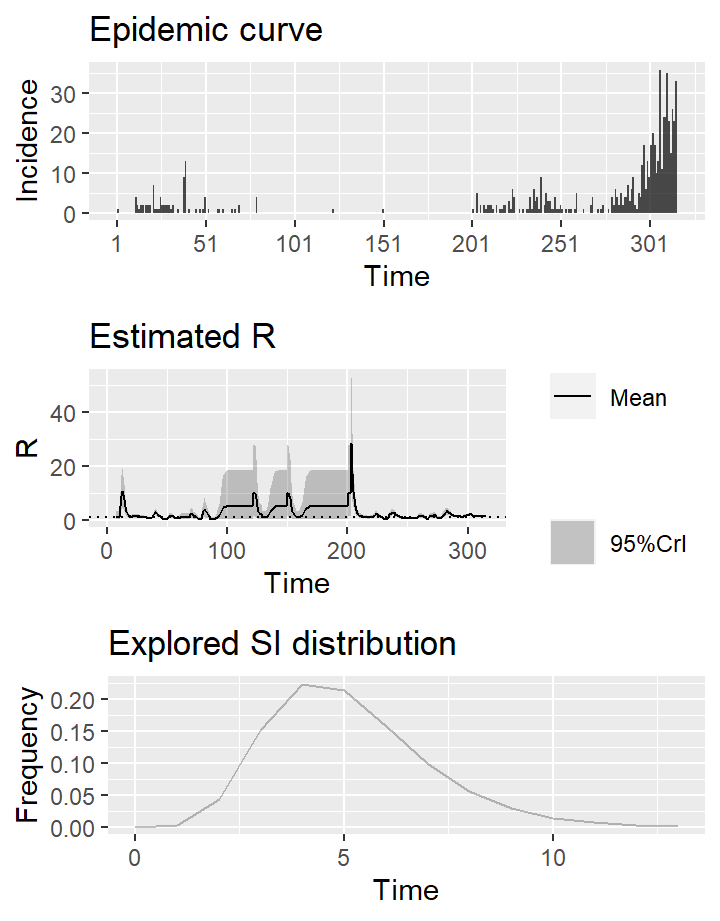 Epidemic curve
Incidence
30
20
10
0
1 51 101 151 201 251 301
Time
Estimated R
R
40
20
0
0 100 200 300
Time
Mean
95%CrI
Explored SI distribution
Frequency
0.20
0.15
0.10
0.05
0.00
0 5 10
Time